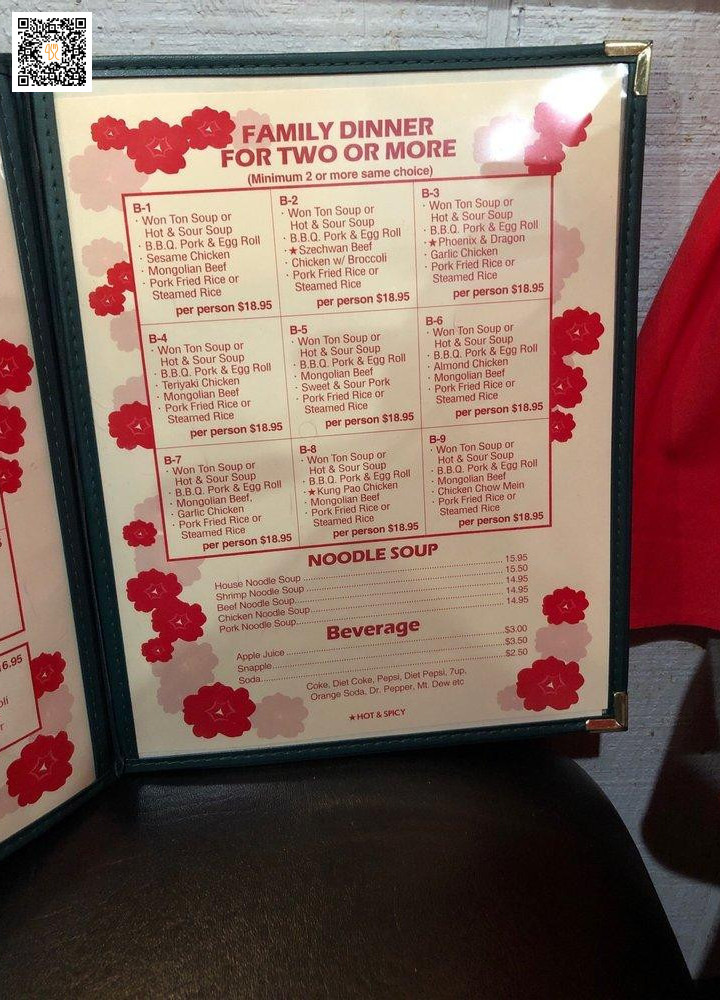 FAMILY DINNER
FOR TWO OR MORE
(Minimum 2 or more same choice)
B-1
· Won Ton Soup or
Hot & Sour Soup
· B.B.Q. Pork & Egg Roll
· Sesame Chicken
· Mongolian Beef
· Pork Fried Rice or
Steamed Rice
per person $18.95
B-2
· Won Ton Soup or
Hot & Sour Soup
· B.B.Q. Pork & Egg Roll
· ★Szechwan Beef
· Chicken w/ Broccoli
· Pork Fried Rice or
Steamed Rice
per person $18.95
B-3
· Won Ton Soup or
Hot & Sour Soup
· B.B.Q. Pork & Egg Roll
· ★Phoenix & Dragon
· Garlic Chicken
· Pork Fried Rice or
Steamed Rice
per person $18.95
B-4
· Won Ton Soup or
Hot & Sour Soup
· B.B.Q. Pork & Egg Roll
· Teriyaki Chicken
· Mongolian Beef
· Pork Fried Rice or
Steamed Rice
per person $18.95
B-5
· Won Ton Soup or
Hot & Sour Soup
· B.B.Q. Pork & Egg Roll
· Mongolian Beef
· Sweet & Sour Pork
· Pork Fried Rice or
Steamed Rice
per person $18.95
B-6
· Won Ton Soup or
Hot & Sour Soup
· B.B.Q. Pork & Egg Roll
· Almond Chicken
· Mongolian Beef
· Pork Fried Rice or
Steamed Rice
per person $18.95
B-7
· Won Ton Soup or
Hot & Sour Soup
· B.B.Q. Pork & Egg Roll
· Mongolian Beef,
· Garlic Chicken
· Pork Fried Rice or
Steamed Rice
per person $18.95
B-8
· Won Ton Soup or
Hot & Sour Soup
· B.B.Q. Pork & Egg Roll
· ★Kung Pao Chicken
· Mongolian Beef
· Pork Fried Rice or
Steamed Rice
per person $18.95
B-9
· Won Ton Soup or
Hot & Sour Soup
· B.B.Q. Pork & Egg Roll
· Mongolian Beef
· Chicken Chow Mein
· Pork Fried Rice or
Steamed Rice
per person $18.95
NOODLE SOUP
House Noodle Soup 15.95
Shrimp Noodle Soup 15.50
Beef Noodle Soup 14.95
Chicken Noodle Soup 14.95
Pork Noodle Soup 14.95
Beverage
Apple Juice $3.00
Snapple $3.50
Soda $2.50
Coke, Diet Coke, Pepsi, Diet Pepsi, 7up,
Orange Soda, Dr. Pepper, Mt. Dew etc
★HOT & SPICY